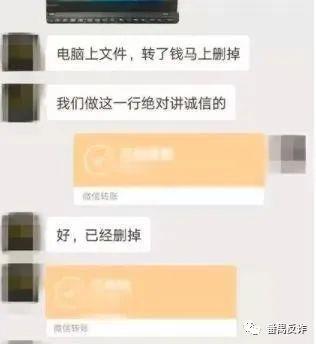 电脑上文件，转了钱马上删掉
我们做这一行绝对讲诚信的
微信转账
好，已经删掉
微信转账
番禺反诈